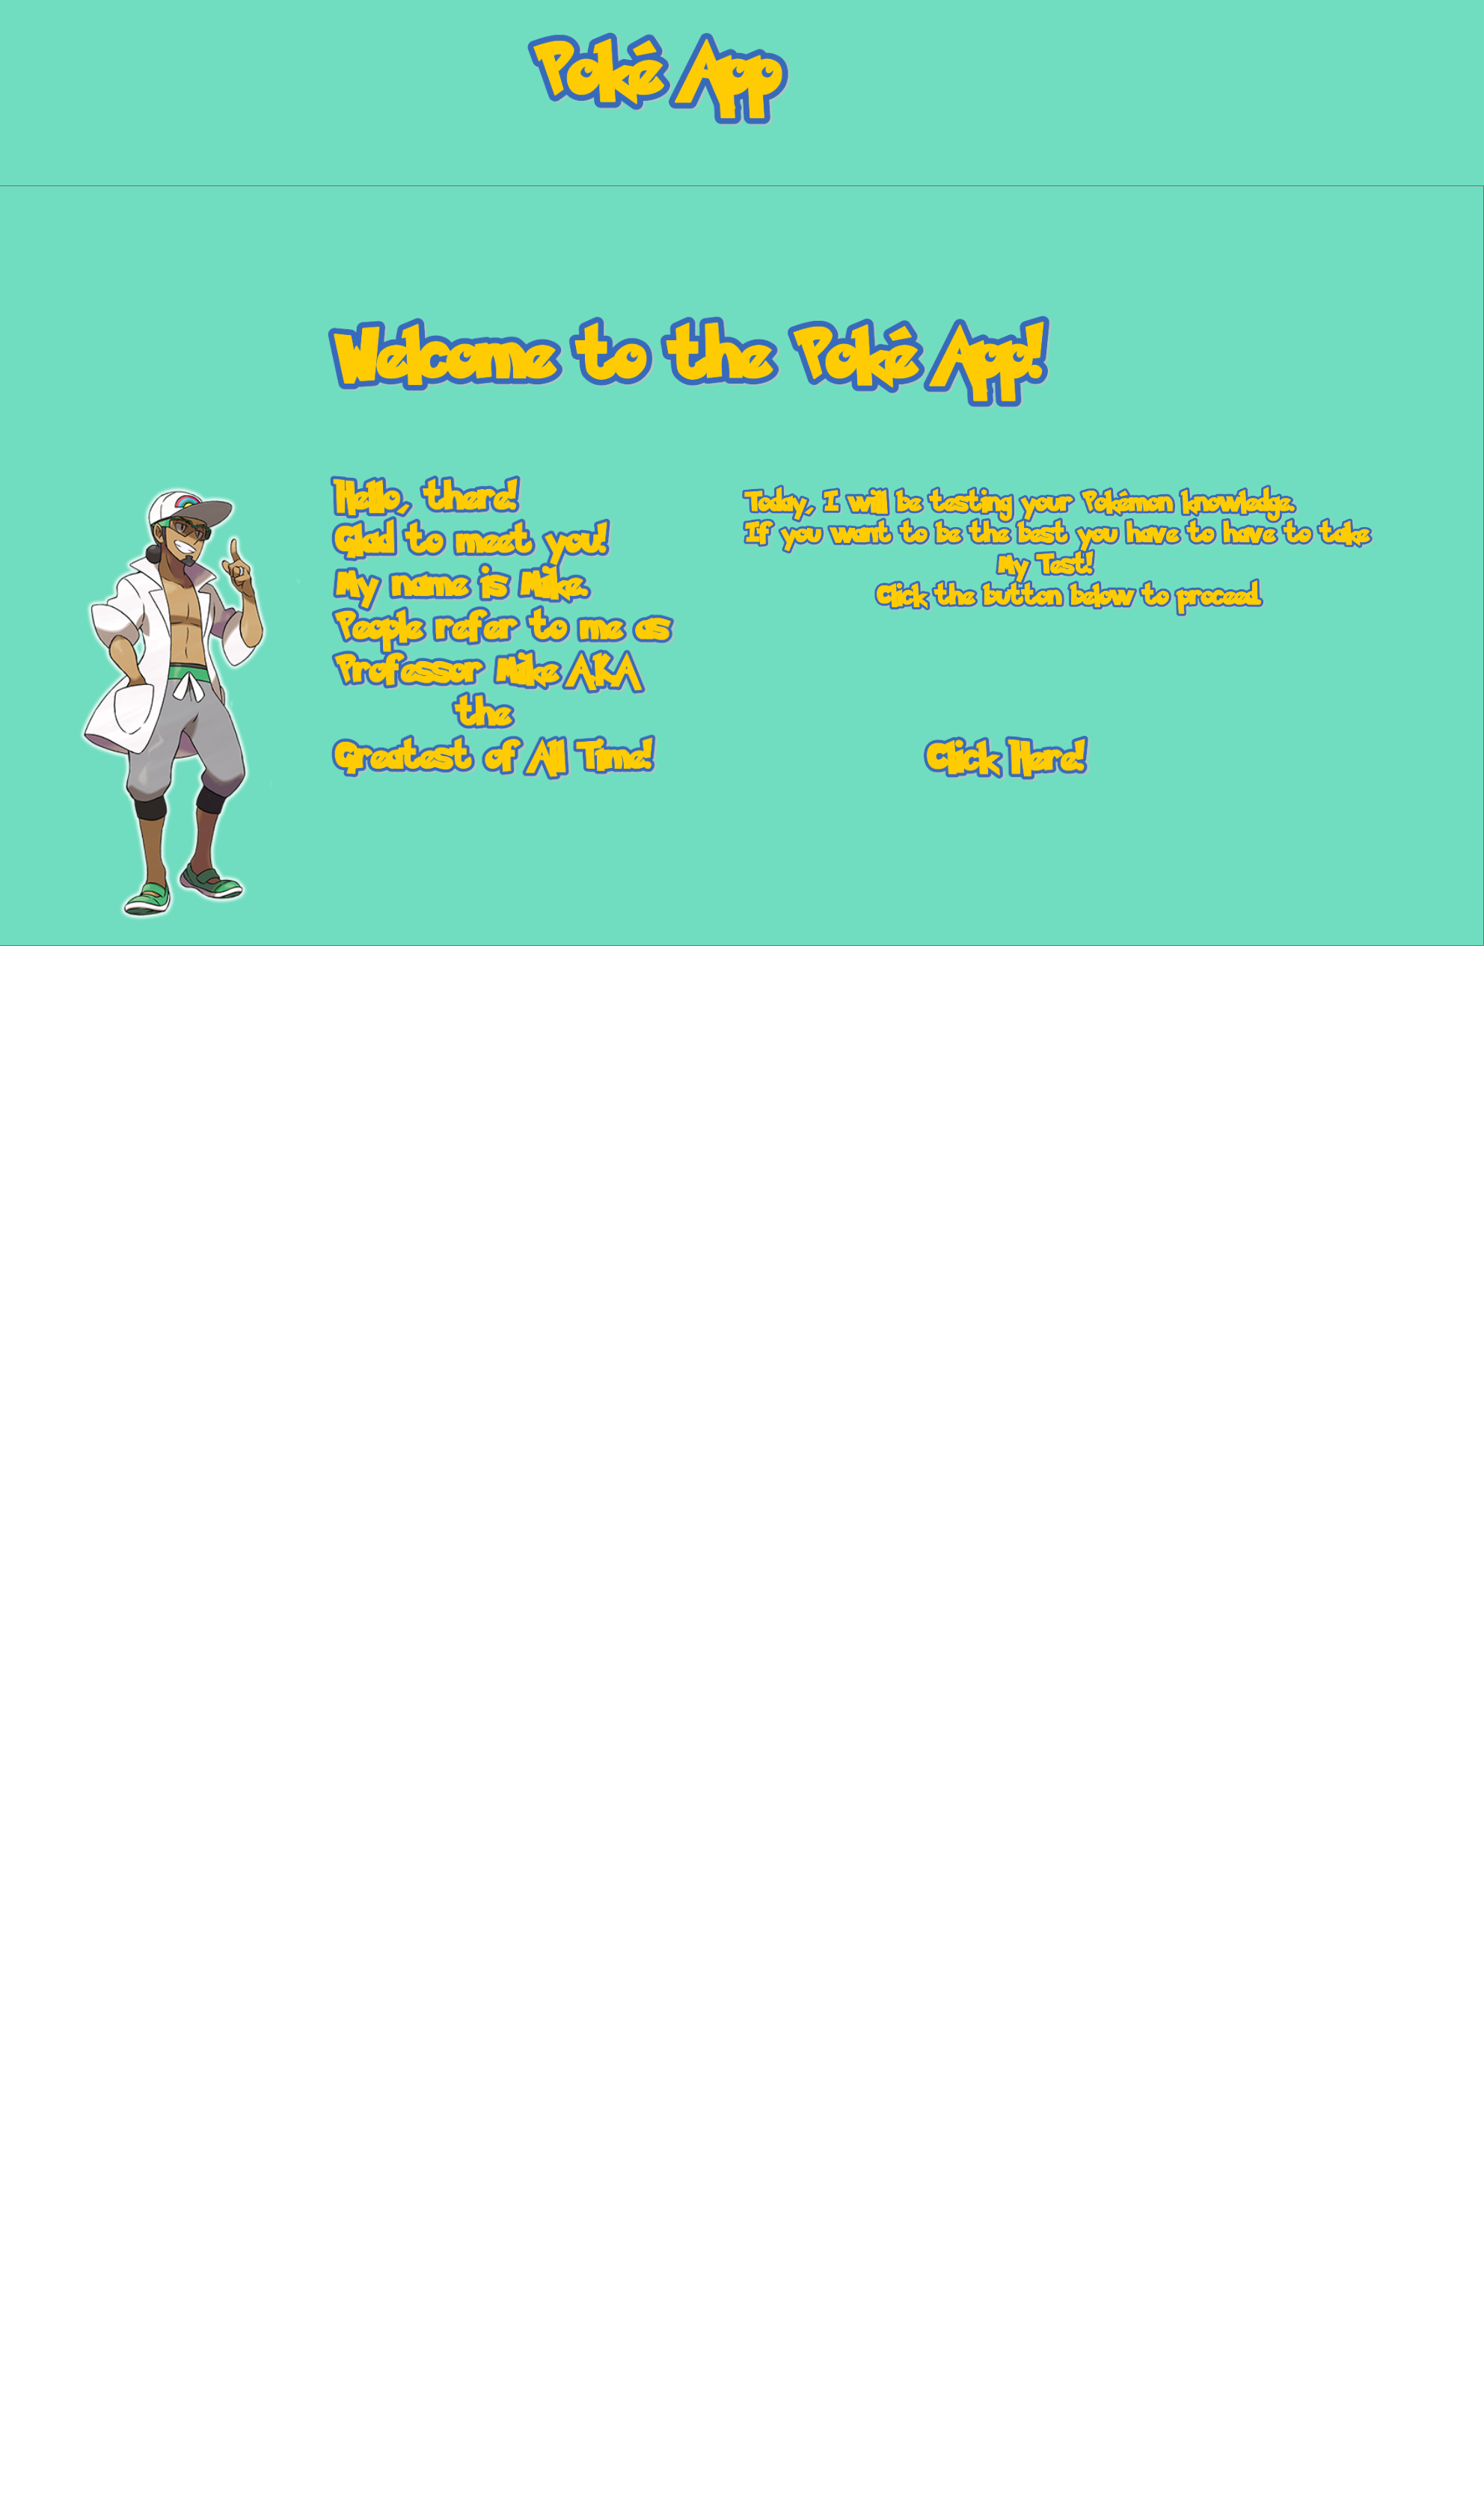 Poké App
Welcome to the Poké App!
Hello, there!
Glad to meet you!
My name is Mike.
People refer to me as
Professor Mike A.K.A
the
Greatest of All Time!
Today, I will be testing your Pokémon knowledge.
If you want to be the best you have to have to take
My Test!
Click the button below to proceed.
Click Here!